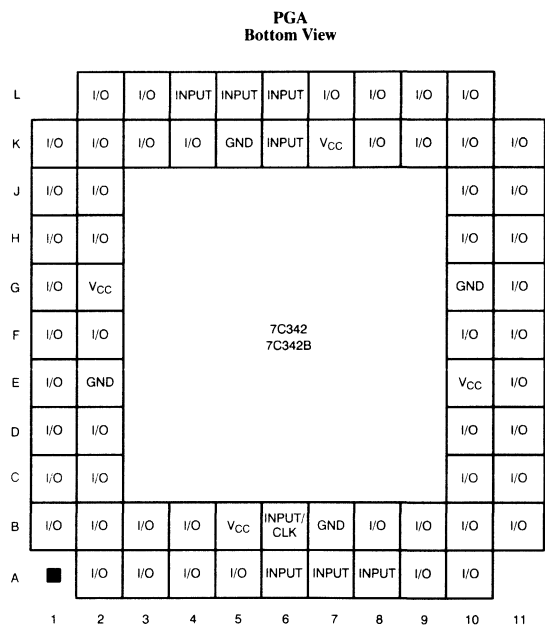 PGA
Bottom View
L I/O I/O INPUT INPUT INPUT I/O I/O I/O I/O
K I/O I/O I/O I/O GND INPUT VCC I/O I/O I/O I/O
J I/O I/O I/O I/O
H I/O I/O I/O I/O
G I/O VCC GND I/O
7C342
7C342B
F I/O I/O I/O I/O
E I/O GND VCC I/O
D I/O I/O I/O I/O
C I/O I/O I/O I/O
B I/O I/O I/O I/O VCC INPUT/
CLK GND I/O I/O I/O I/O
A I/O I/O I/O I/O INPUT INPUT INPUT I/O I/O
1 2 3 4 5 6 7 8 9 10 11